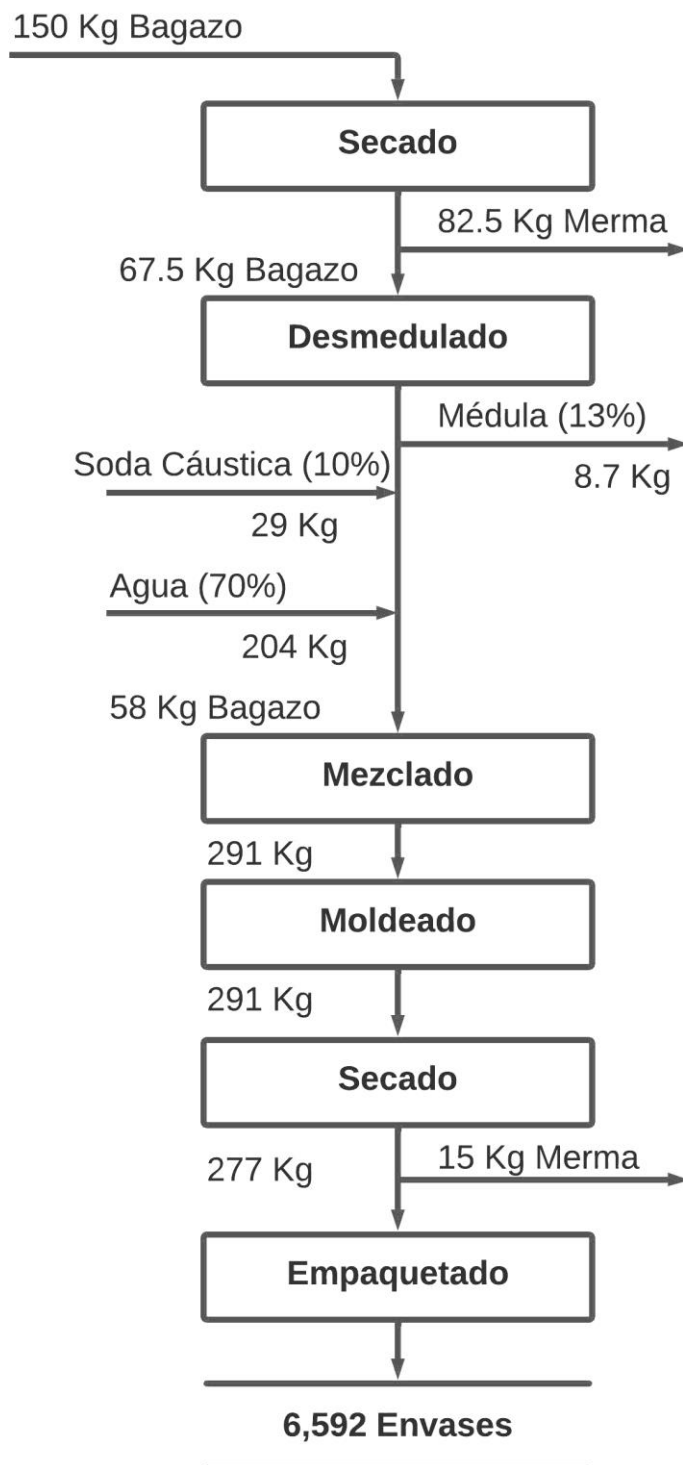 150 Kg Bagazo
Secado
82.5 Kg Merma
67.5 Kg Bagazo
Desmedulado
Médula (13%)
8.7 Kg
Soda Cáustica (10%)
29 Kg
Agua (70%)
204 Kg
58 Kg Bagazo
Mezclado
291 Kg
Moldeado
291 Kg
Secado
277 Kg
15 Kg Merma
Empaquetado
6,592 Envases